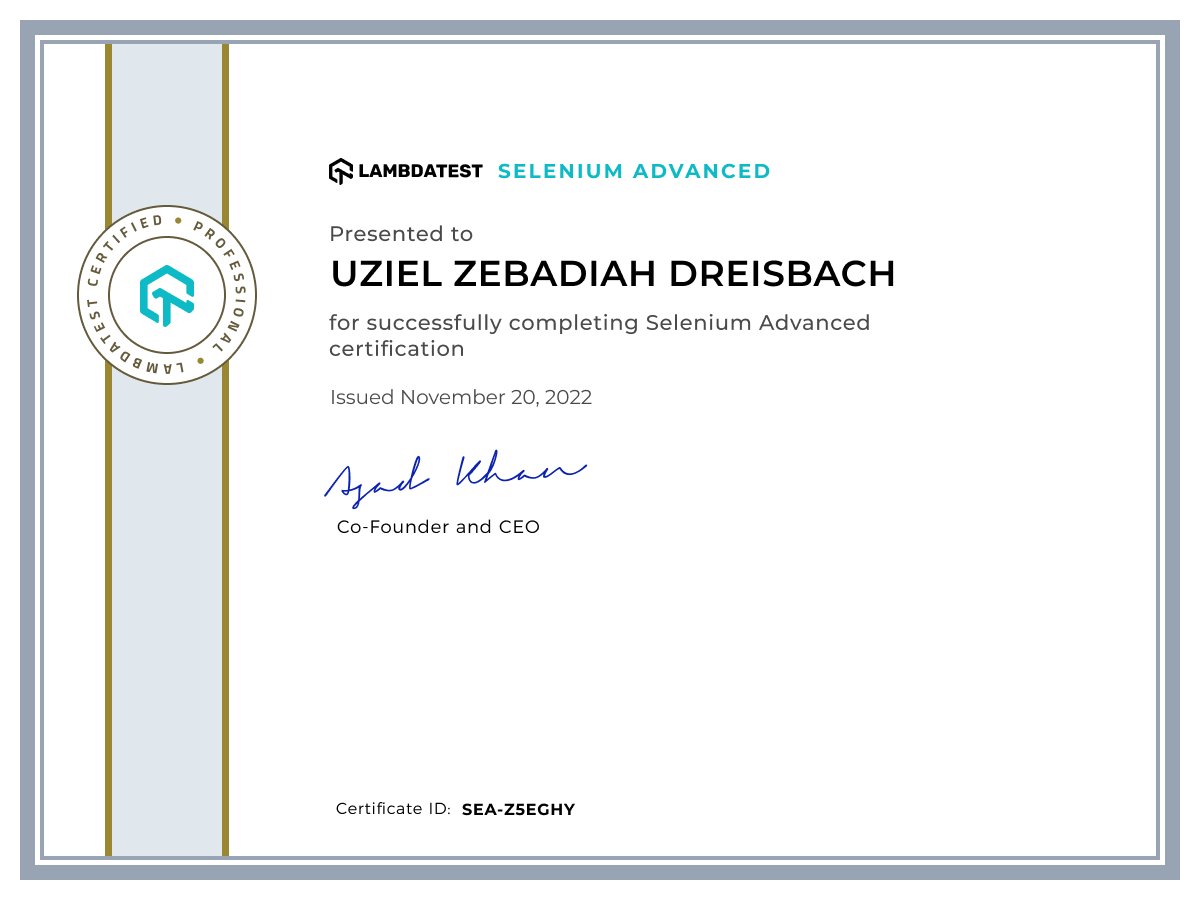 LAMBDATEST SELENIUM ADVANCED
Presented to
UZIEL ZEBADIAH DREISBACH
for successfully completing Selenium Advanced
certification
Issued November 20, 2022
Azad Khan
Co-Founder and CEO
LAMBDATEST CERTIFIED • PROFESSIONAL •
Certificate ID: SEA-Z5EGHY